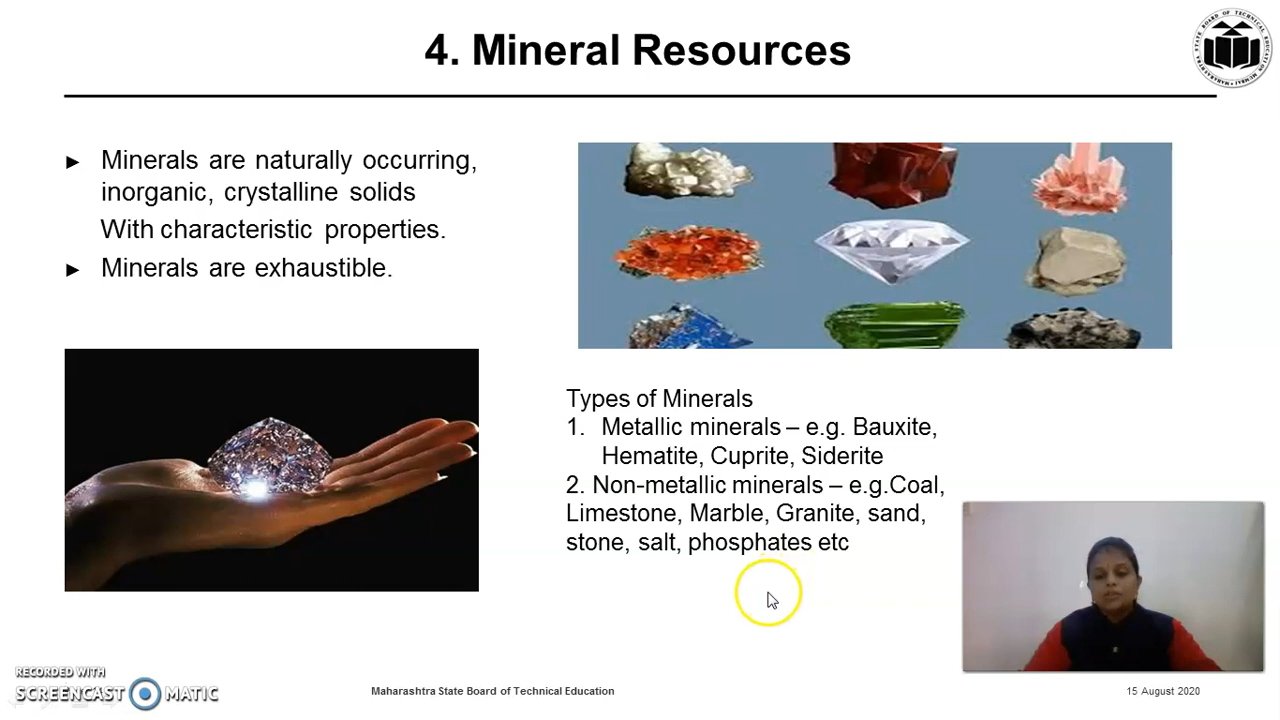 4. Mineral Resources
► Minerals are naturally occurring,
inorganic, crystalline solids
With characteristic properties.
► Minerals are exhaustible.
Types of Minerals
1. Metallic minerals – e.g. Bauxite,
Hematite, Cuprite, Siderite
2. Non-metallic minerals – e.g.Coal,
Limestone, Marble, Granite, sand,
stone, salt, phosphates etc
RECORDED WITH
SCREENCAST MATIC
Maharashtra State Board of Technical Education
15 August 2020